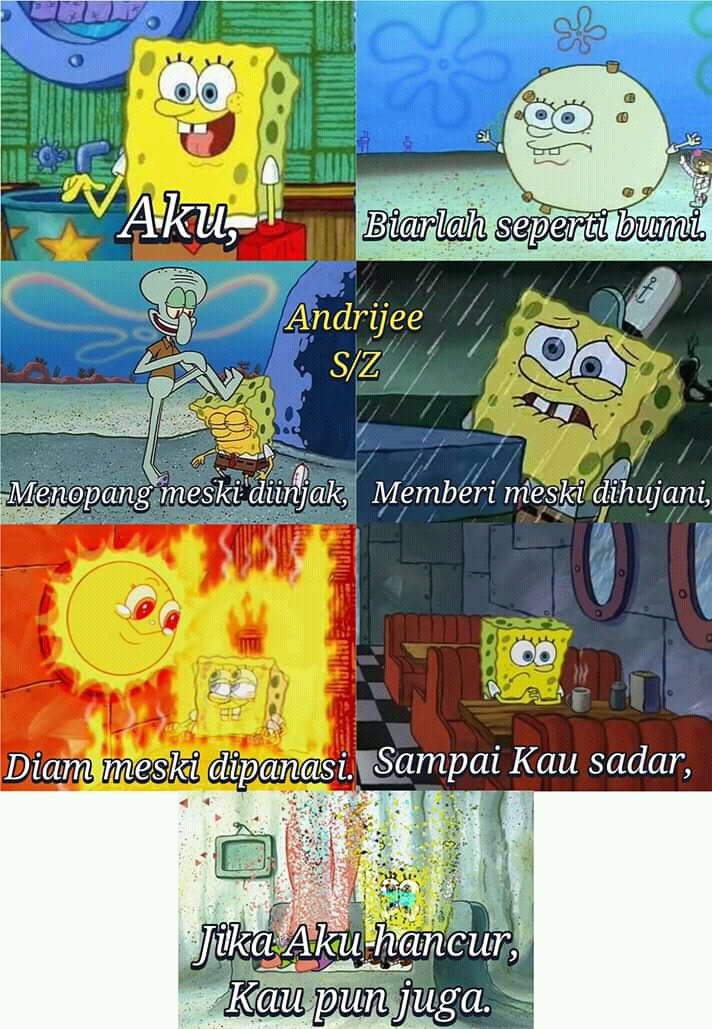 Aku,
Biarlah seperti bumi.
Andrijee
S/Z
Menopang meski diinjak,
Memberi meski dihujani,
Diam meski dipanasi.
Sampai Kau sadar,
Jika Aku hancur,
Kau pun juga.